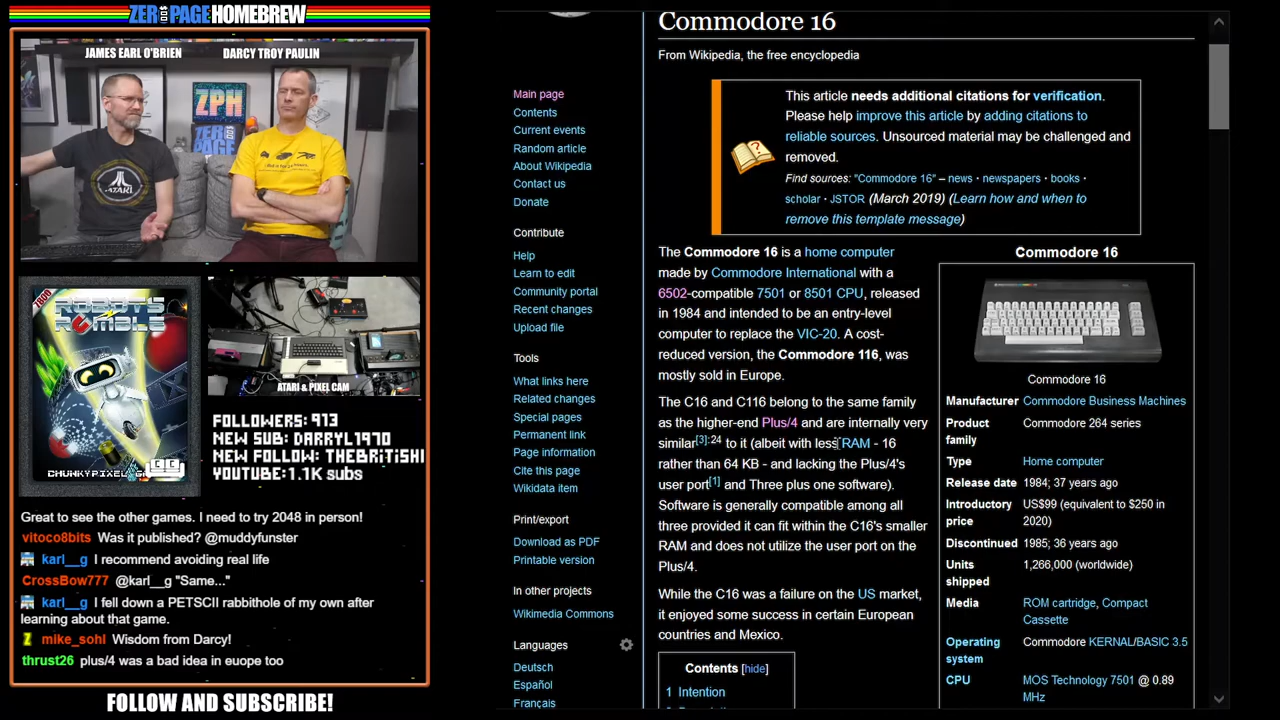 ZERO PAGE HOMEBREW
JAMES EARL O'BRIEN
DARCY TROY PAULIN
ZPH
ATARI
7800
ROBOTS
RUMBLE
ATARI & PIXEL CAM
FOLLOWERS: 973
NEW SUB: DARRYL1970
NEW FOLLOW: THEBRITISHI
YOUTUBE: 1.1K subs
Great to see the other games. I need to try 2048 in person!
vitoco8bits Was it published? @muddyfunster
karl__g I recommend avoiding real life
CrossBow777 @karl__g "Same..."
karl__g I fell down a PETSCII rabbithole of my own after
learning about that game.
mike_sohl Wisdom from Darcy!
thrust26 plus/4 was a bad idea in euope too
FOLLOW AND SUBSCRIBE!
Main page
Contents
Current events
Random article
About Wikipedia
Contact us
Donate
Contribute
Help
Learn to edit
Community portal
Recent changes
Upload file
Tools
What links here
Related changes
Special pages
Permanent link
Page information
Cite this page
Wikidata item
Print/export
Download as PDF
Printable version
In other projects
Wikimedia Commons
Languages
Deutsch
Español
Français
Commodore 16
From Wikipedia, the free encyclopedia
This article needs additional citations for verification.
Please help improve this article by adding citations to
reliable sources. Unsourced material may be challenged and
removed.
Find sources: "Commodore 16" – news · newspapers · books ·
scholar · JSTOR (March 2019) (Learn how and when to
remove this template message)
The Commodore 16 is a home computer
made by Commodore International with a
6502-compatible 7501 or 8501 CPU, released
in 1984 and intended to be an entry-level
computer to replace the VIC-20. A cost-
reduced version, the Commodore 116, was
mostly sold in Europe.
The C16 and C116 belong to the same family
as the higher-end Plus/4 and are internally very
similar[3]:24 to it (albeit with less RAM - 16
rather than 64 KB - and lacking the Plus/4's
user port[1] and Three plus one software).
Software is generally compatible among all
three provided it can fit within the C16's smaller
RAM and does not utilize the user port on the
Plus/4.
While the C16 was a failure on the US market,
it enjoyed some success in certain European
countries and Mexico.
Contents [hide]
1 Intention
Commodore 16
Commodore 16
Manufacturer Commodore Business Machines
Product family Commodore 264 series
Type Home computer
Release date 1984; 37 years ago
Introductory price US$99 (equivalent to $250 in
2020)
Discontinued 1985; 36 years ago
Units shipped 1,266,000 (worldwide)
Media ROM cartridge, Compact
Cassette
Operating system Commodore KERNAL/BASIC 3.5
CPU MOS Technology 7501 @ 0.89
MHz